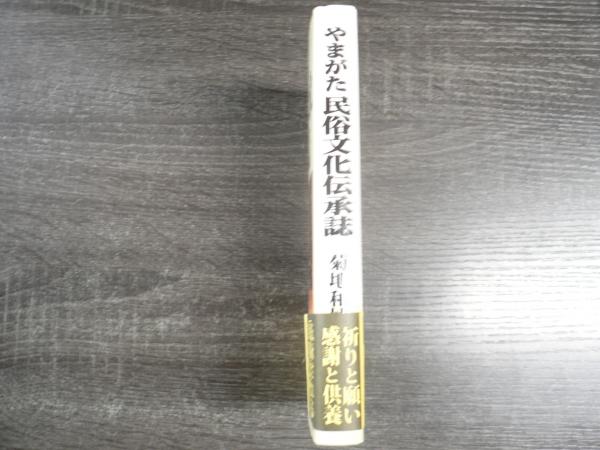 やまがた民俗文化伝承誌
菊地和
祈りと願い
感謝と供養